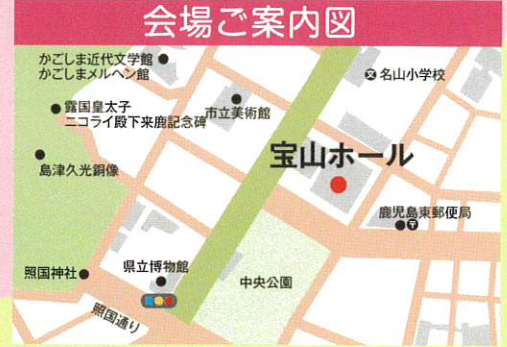 会場ご案内図
かごしま近代文学館
かごしまメルヘン館
文 名山小学校
露国皇太子
ニコライ殿下来鹿記念碑
市立美術館
宝山ホール
島津久光銅像
鹿児島東郵便局
〒
照国神社
県立博物館
中央公園
照国通り